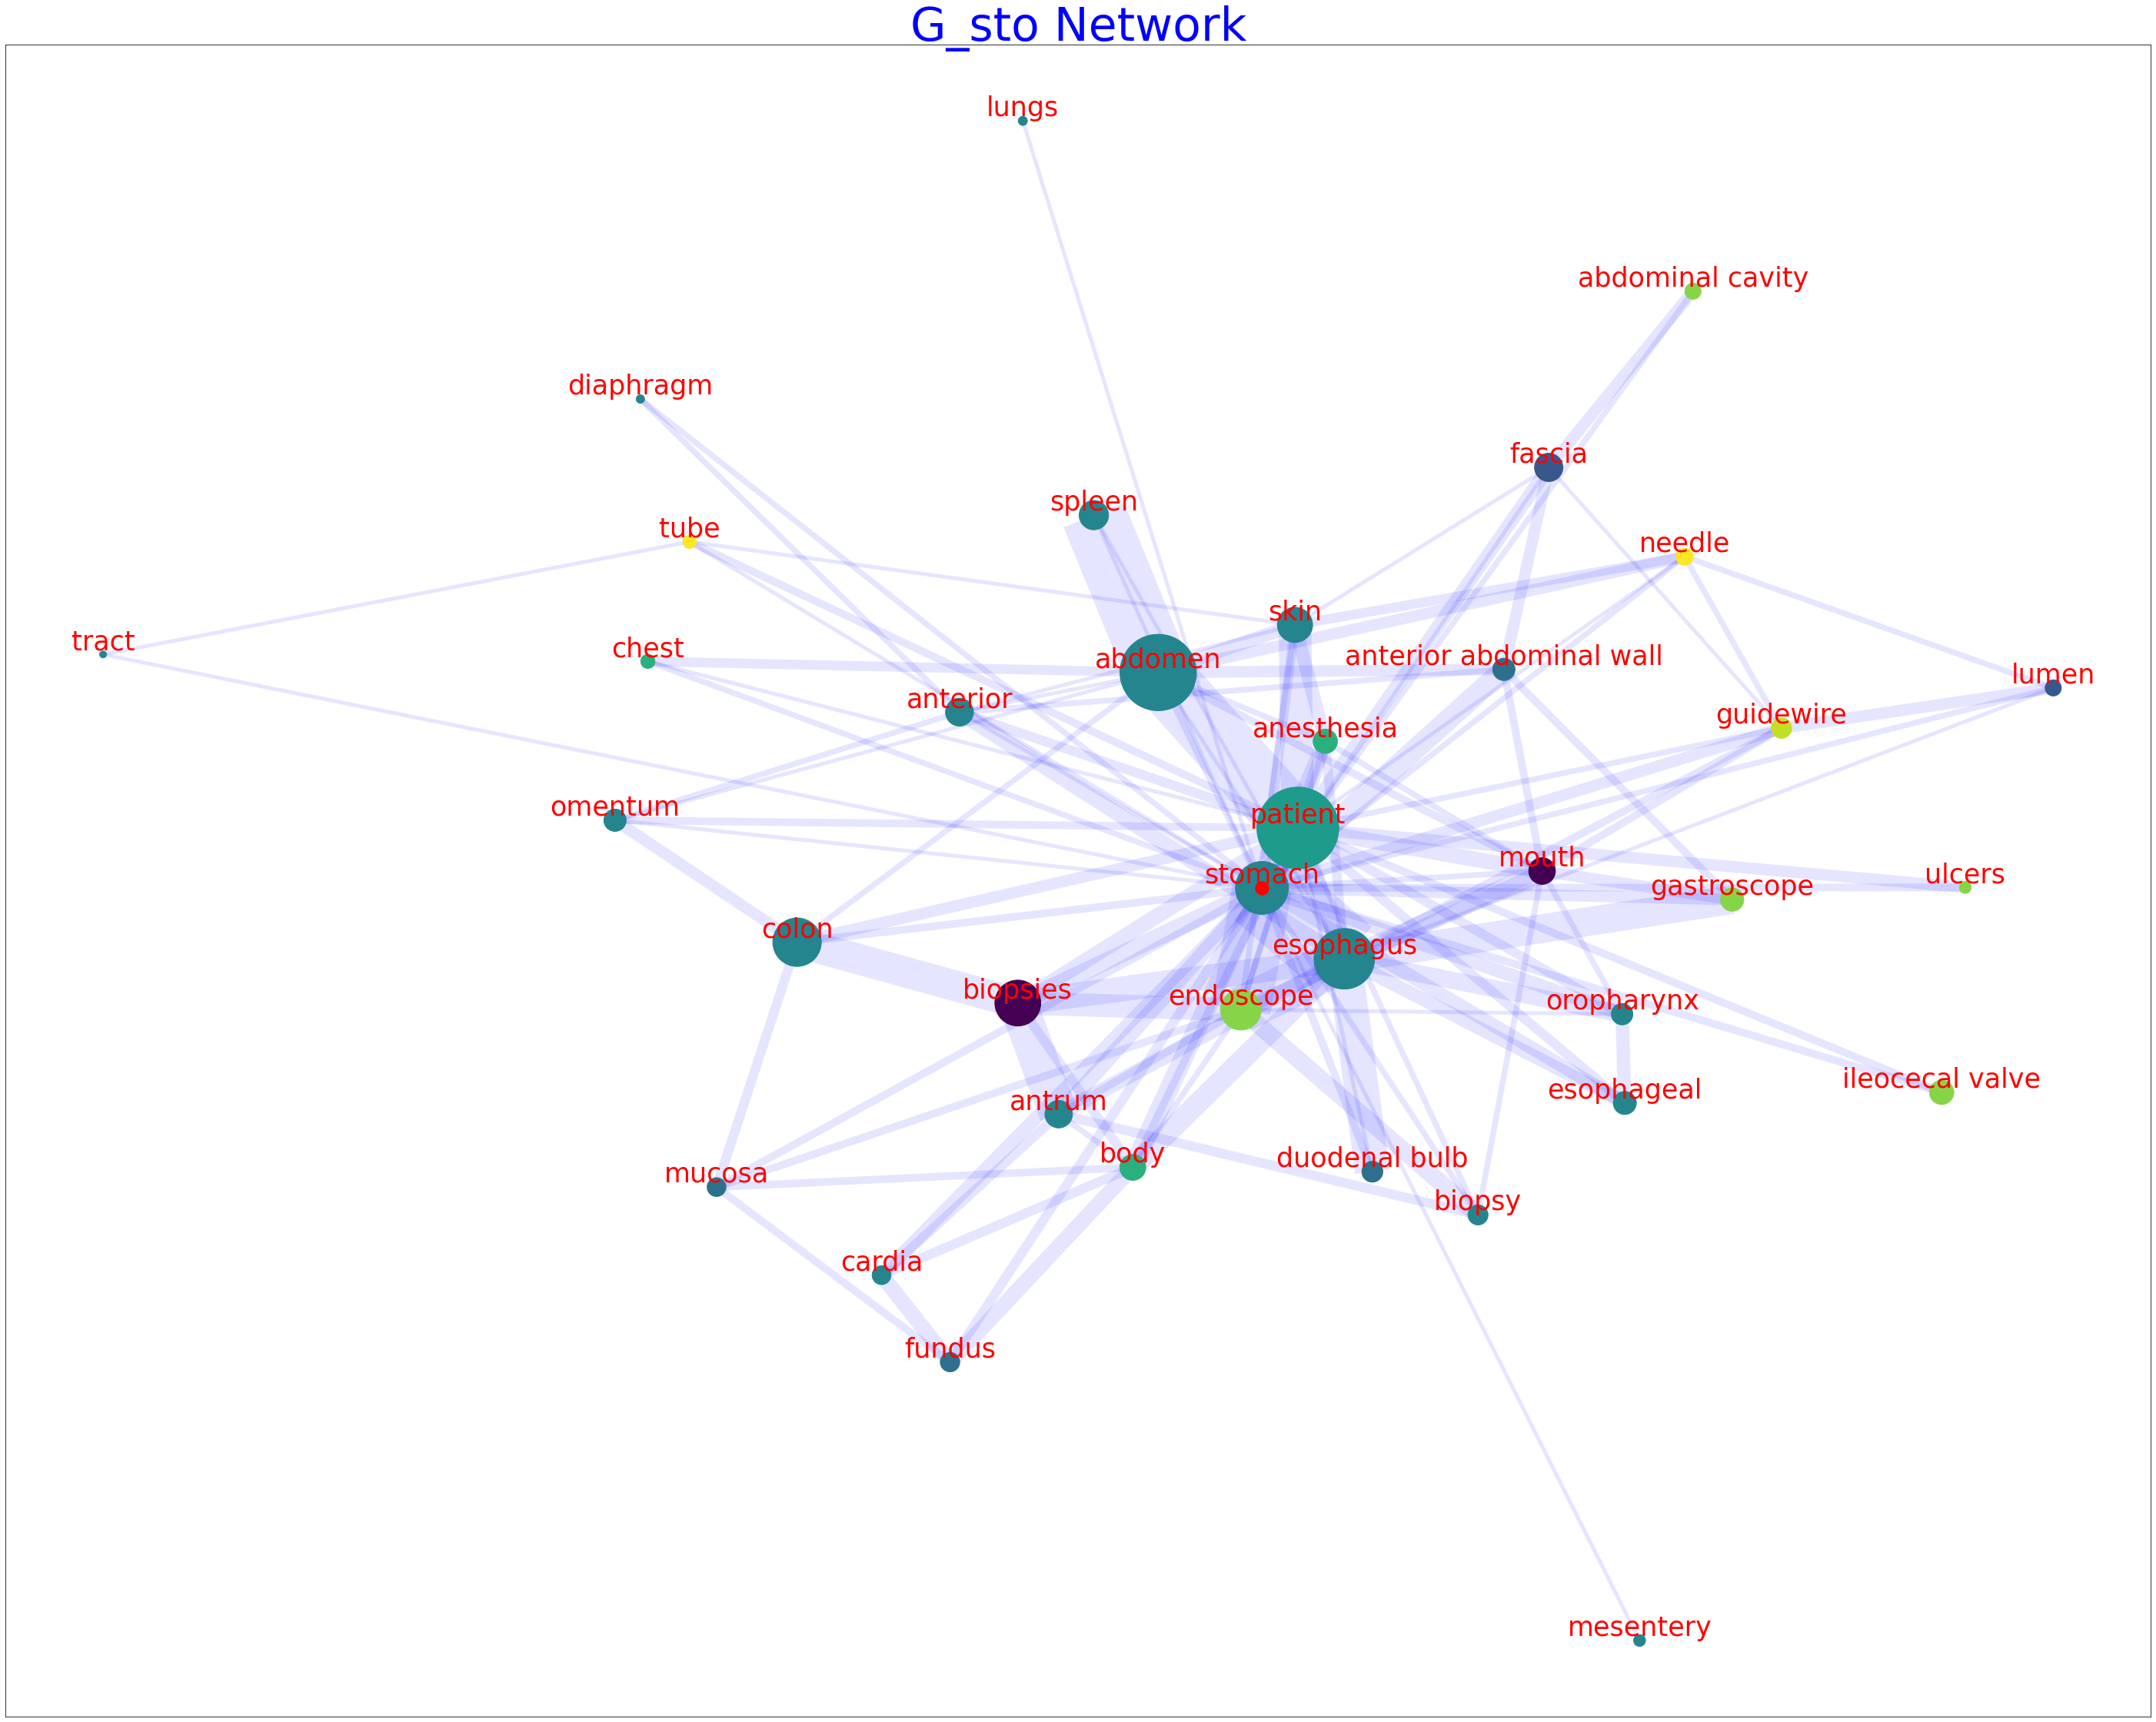 G_sto Network
lungs
abdominal cavity
diaphragm
fascia
spleen
tube
needle
skin
tract
chest
abdomen
anterior abdominal wall
lumen
anterior
guidewire
anesthesia
omentum
patient
mouth
stomach
ulcers
gastroscope
colon
esophagus
biopsies
endoscope
oropharynx
ileocecal valve
esophageal
antrum
body
duodenal bulb
mucosa
biopsy
cardia
fundus
mesentery